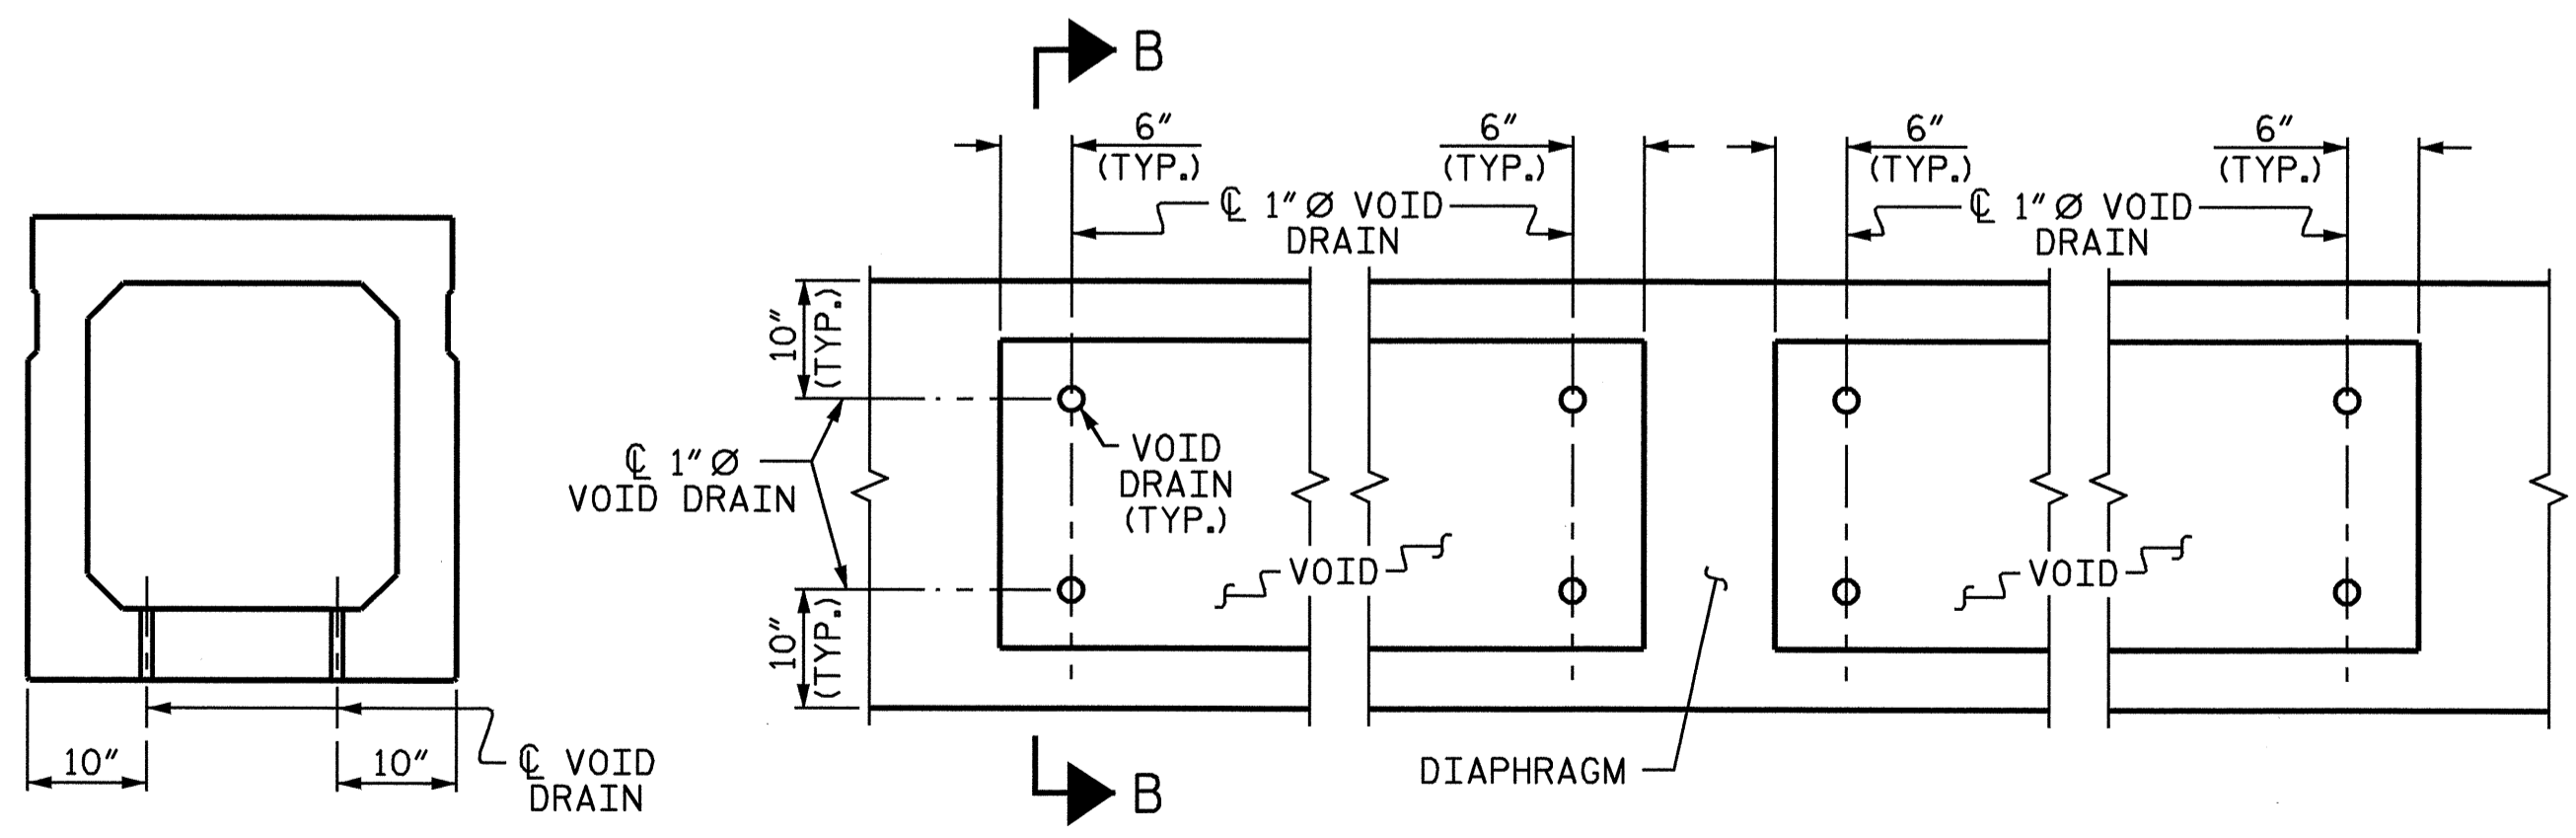 B
6″
(TYP.)
6″
(TYP.)
6″
(TYP.)
6″
(TYP.)
℄ 1″ Ø VOID
DRAIN
℄ 1″ Ø VOID
DRAIN
10″
(TYP.)
℄ 1″ Ø
VOID DRAIN
VOID
DRAIN
(TYP.)
VOID
VOID
10″
(TYP.)
10″
10″
℄ VOID
DRAIN
DIAPHRAGM
B